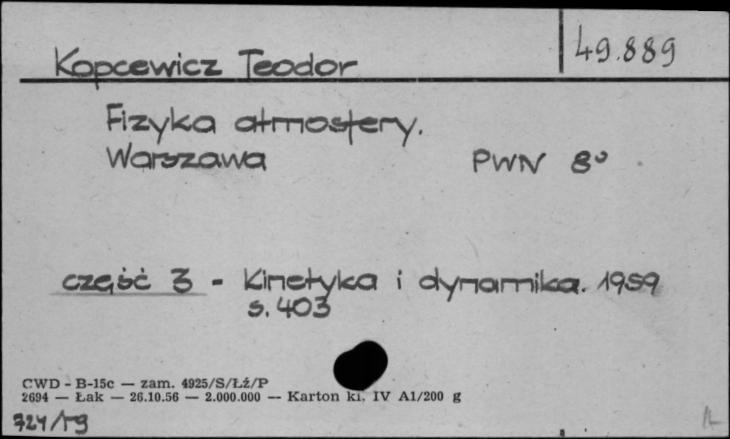 Kopcewicz Teodor
49.889
Fizyka atmosfery.
Warszawa PWN 8°
część 3 - Kinetyka i dynamika. 1959
s. 403
CWD - B-15c — zam. 4925/S/Łź/P
2694 — Łak — 26.10.56 — 2.000.000 — Karton kl. IV A1/200 g
724/59